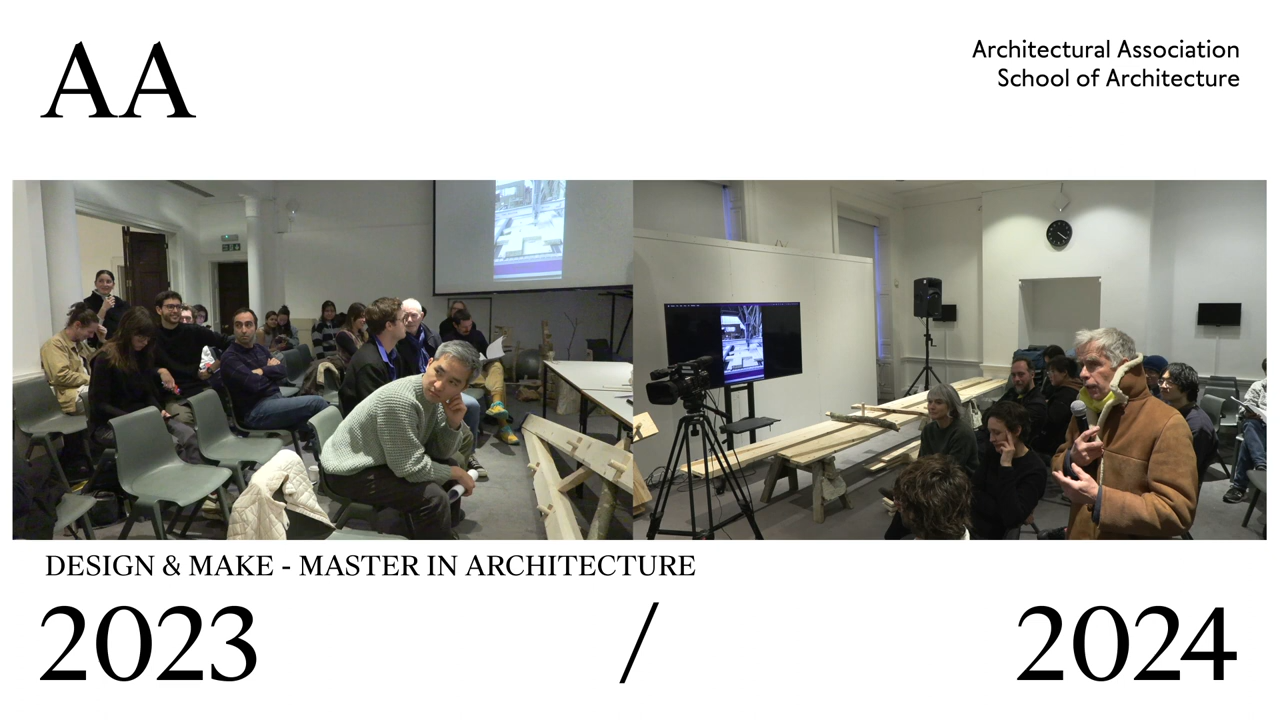 AA
Architectural Association
School of Architecture
DESIGN & MAKE - MASTER IN ARCHITECTURE
2023 / 2024